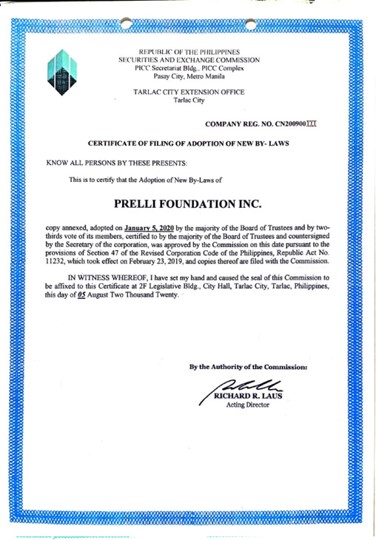 REPUBLIC OF THE PHILIPPINES
SECURITIES AND EXCHANGE COMMISSION
PICC Secretariat Bldg., PICC Complex
Pasay City, Metro Manila
TARLAC CITY EXTENSION OFFICE
Tarlac City
COMPANY REG. NO. CN200900III
CERTIFICATE OF FILING OF ADOPTION OF NEW BY- LAWS
KNOW ALL PERSONS BY THESE PRESENTS:
This is to certify that the Adoption of New By-Laws of
PRELLI FOUNDATION INC.
copy annexed, adopted on January 5, 2020 by the majority of the Board of Trustees and by two-
thirds vote of its members, certified to by the majority of the Board of Trustees and countersigned
by the Secretary of the corporation, was approved by the Commission on this date pursuant to the
provisions of Section 47 of the Revised Corporation Code of the Philippines, Republic Act No.
11232, which took effect on February 23, 2019, and copies thereof are filed with the Commission.
IN WITNESS WHEREOF, I have set my hand and caused the seal of this Commission to
be affixed to this Certificate at 2F Legislative Bldg., City Hall, Tarlac City, Tarlac, Philippines,
this day of 05 August Two Thousand Twenty.
By the Authority of the Commission:
RICHARD R. LAUS
Acting Director